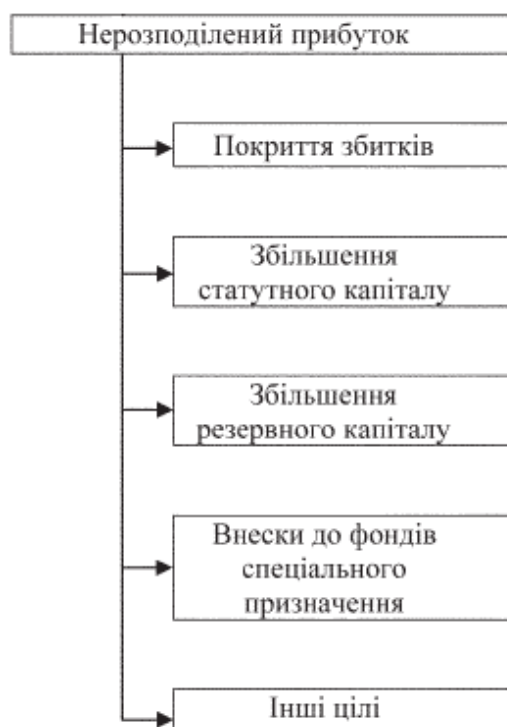 Нерозподілений прибуток
Покриття збитків
Збільшення
статутного капіталу
Збільшення
резервного капіталу
Внески до фондів
спеціального
призначення
Інші цілі